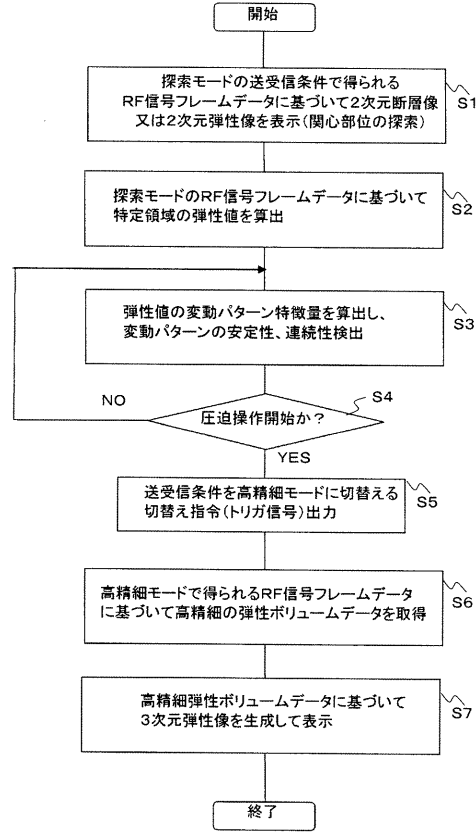 開始
探索モードの送受信条件で得られる
RF信号フレームデータに基づいて2次元断層像
又は2次元弾性像を表示(関心部位の探索)
S1
探索モードのRF信号フレームデータに基づいて
特定領域の弾性値を算出
S2
弾性値の変動パターン特徴量を算出し、
変動パターンの安定性、連続性検出
S3
NO
圧迫操作開始か?
S4
YES
送受信条件を高精細モードに切替える
切替え指令(トリガ信号)出力
S5
高精細モードで得られるRF信号フレームデータ
に基づいて高精細の弾性ボリュームデータを取得
S6
高精細弾性ボリュームデータに基づいて
3次元弾性像を生成して表示
S7
終了